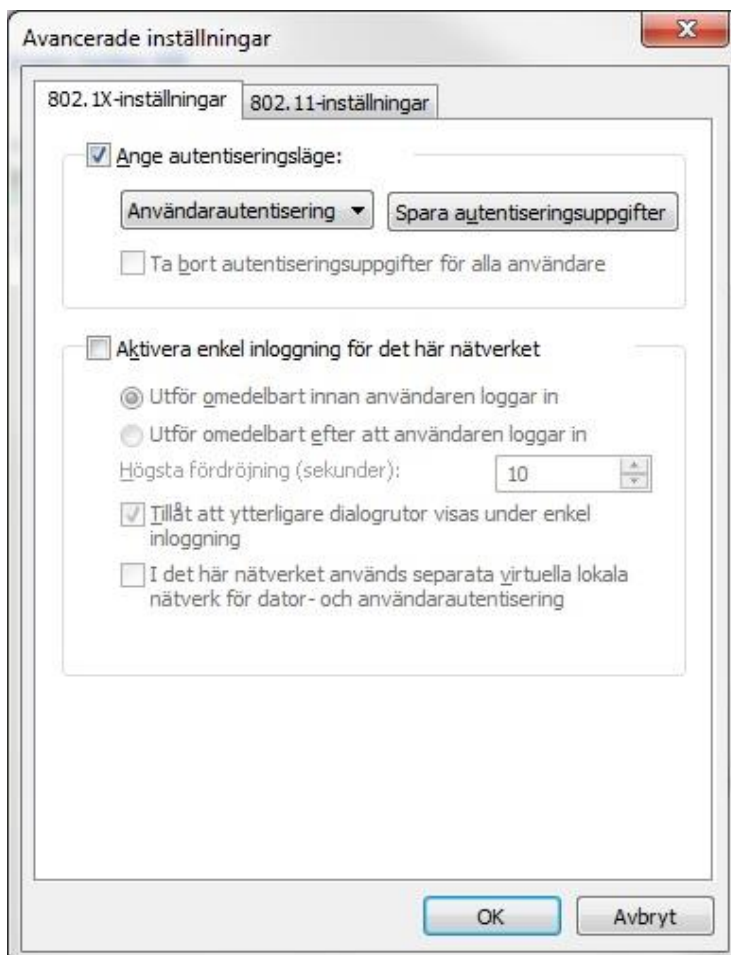 Avancerade inställningar
802.1X-inställningar
802.11-inställningar
Ange autentiseringsläge:
Användarautentisering
Spara autentiseringsuppgifter
Ta bort autentiseringsuppgifter för alla användare
Aktivera enkel inloggning för det här nätverket
Utför omedelbart innan användaren loggar in
Utför omedelbart efter att användaren loggar in
Högsta fördröjning (sekunder):
10
Tillåt att ytterligare dialogrutor visas under enkel
inloggning
I det här nätverket används separata virtuella lokala
nätverk för dator- och användarautentisering
OK
Avbryt